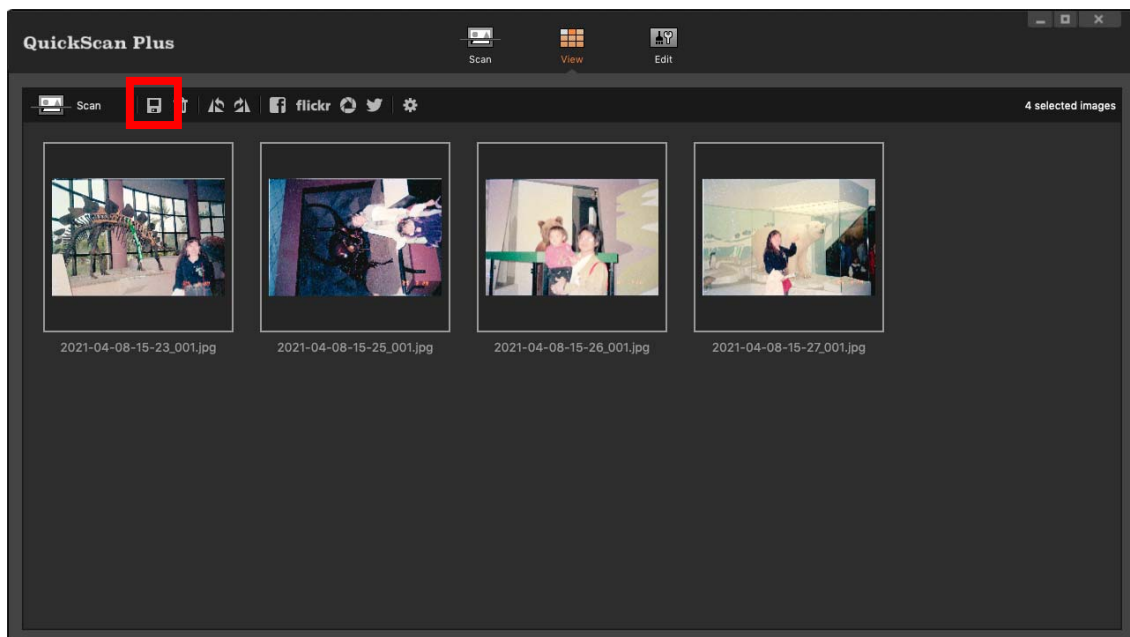 QuickScan Plus
Scan
View
Edit
Scan
flickr
4 selected images
2021-04-08-15-23_001.jpg
2021-04-08-15-25_001.jpg
2021-04-08-15-26_001.jpg
2021-04-08-15-27_001.jpg